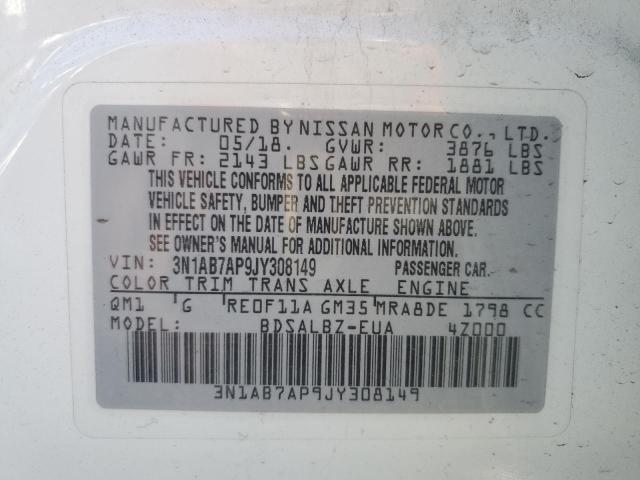 MANUFACTURED BY NISSAN MOTOR CO., LTD.
DATE: 05/18. GVWR: 3876 LBS
GAWR FR: 2143 LBS GAWR RR: 1881 LBS
THIS VEHICLE CONFORMS TO ALL APPLICABLE FEDERAL MOTOR
VEHICLE SAFETY, BUMPER AND THEFT PREVENTION STANDARDS
IN EFFECT ON THE DATE OF MANUFACTURE SHOWN ABOVE.
SEE OWNER'S MANUAL FOR ADDITIONAL INFORMATION.
VIN: 3N1AB7AP9JY308149 PASSENGER CAR.
COLOR TRIM TRANS AXLE ENGINE
QM1 G RE0F11A GM35 MRA8DE 1798 CC
MODEL: BDSALBZ-EUA 4Z000
3N1AB7AP9JY308149